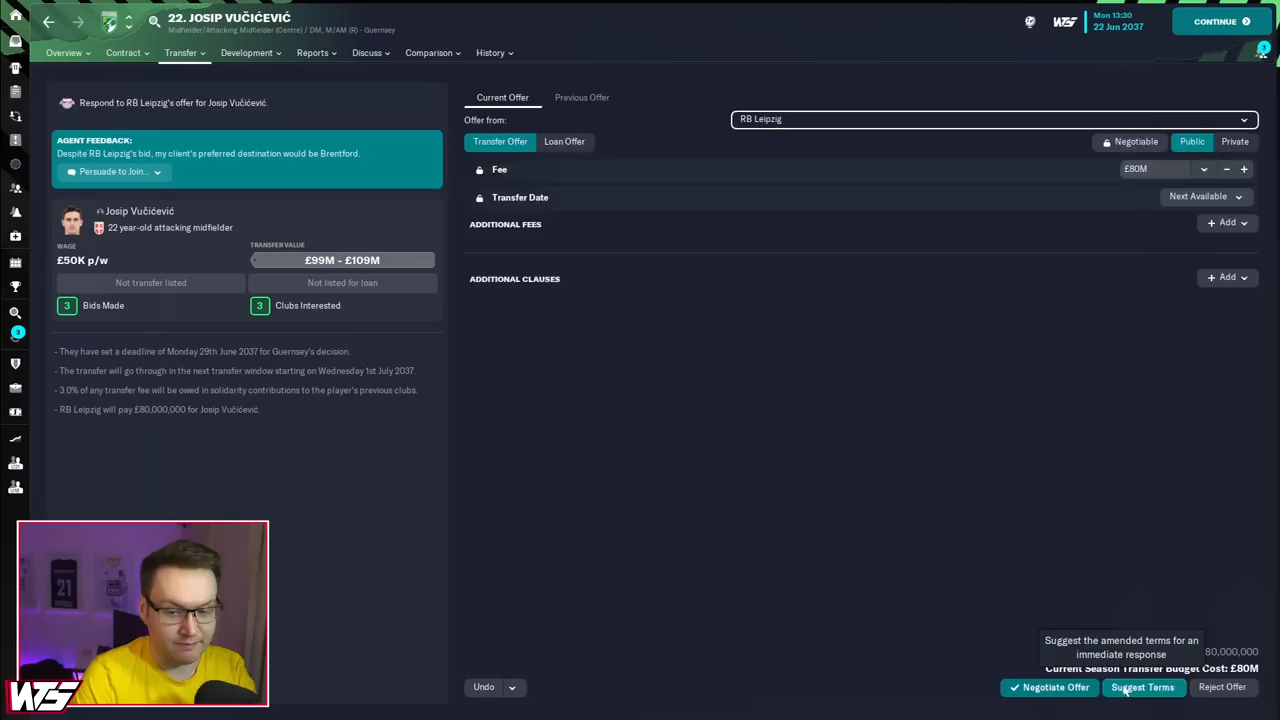 22. JOSIP VUČIĆEVIĆ
Midfielder/Attacking Midfielder (Centre) / DM, M/AM (R) - Guernsey
WTS
Mon 13:30
22 Jun 2037
CONTINUE
3
Overview
Contract
Transfer
Development
Reports
Discuss
Comparison
History
Respond to RB Leipzig's offer for Josip Vučićević.
AGENT FEEDBACK:
Despite RB Leipzig's bid, my client's preferred destination would be Brentford.
Persuade to Join...
Josip Vučićević
22 year-old attacking midfielder
WAGE
£50K p/w
TRANSFER VALUE
£99M - £109M
Not transfer listed
Not listed for loan
3 Bids Made
3 Clubs Interested
- They have set a deadline of Monday 29th June 2037 for Guernsey's decision.
- The transfer will go through in the next transfer window starting on Wednesday 1st July 2037.
- 3.0% of any transfer fee will be owed in solidarity contributions to the player's previous clubs.
- RB Leipzig will pay £80,000,000 for Josip Vučićević.
3
Current Offer
Previous Offer
Offer from:
RB Leipzig
Transfer Offer
Loan Offer
Negotiable
Public
Private
Fee
£80M
Transfer Date
Next Available
ADDITIONAL FEES
+ Add
ADDITIONAL CLAUSES
+ Add
Suggest the amended terms for an
immediate response
80,000,000
Current Season Transfer Budget Cost: £80M
Undo
Negotiate Offer
Suggest Terms
Reject Offer
21
WTS